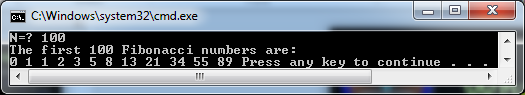 C:\Windows\system32\cmd.exe
N=? 100
The first 100 Fibonacci numbers are:
0 1 1 2 3 5 8 13 21 34 55 89 Press any key to continue . . .